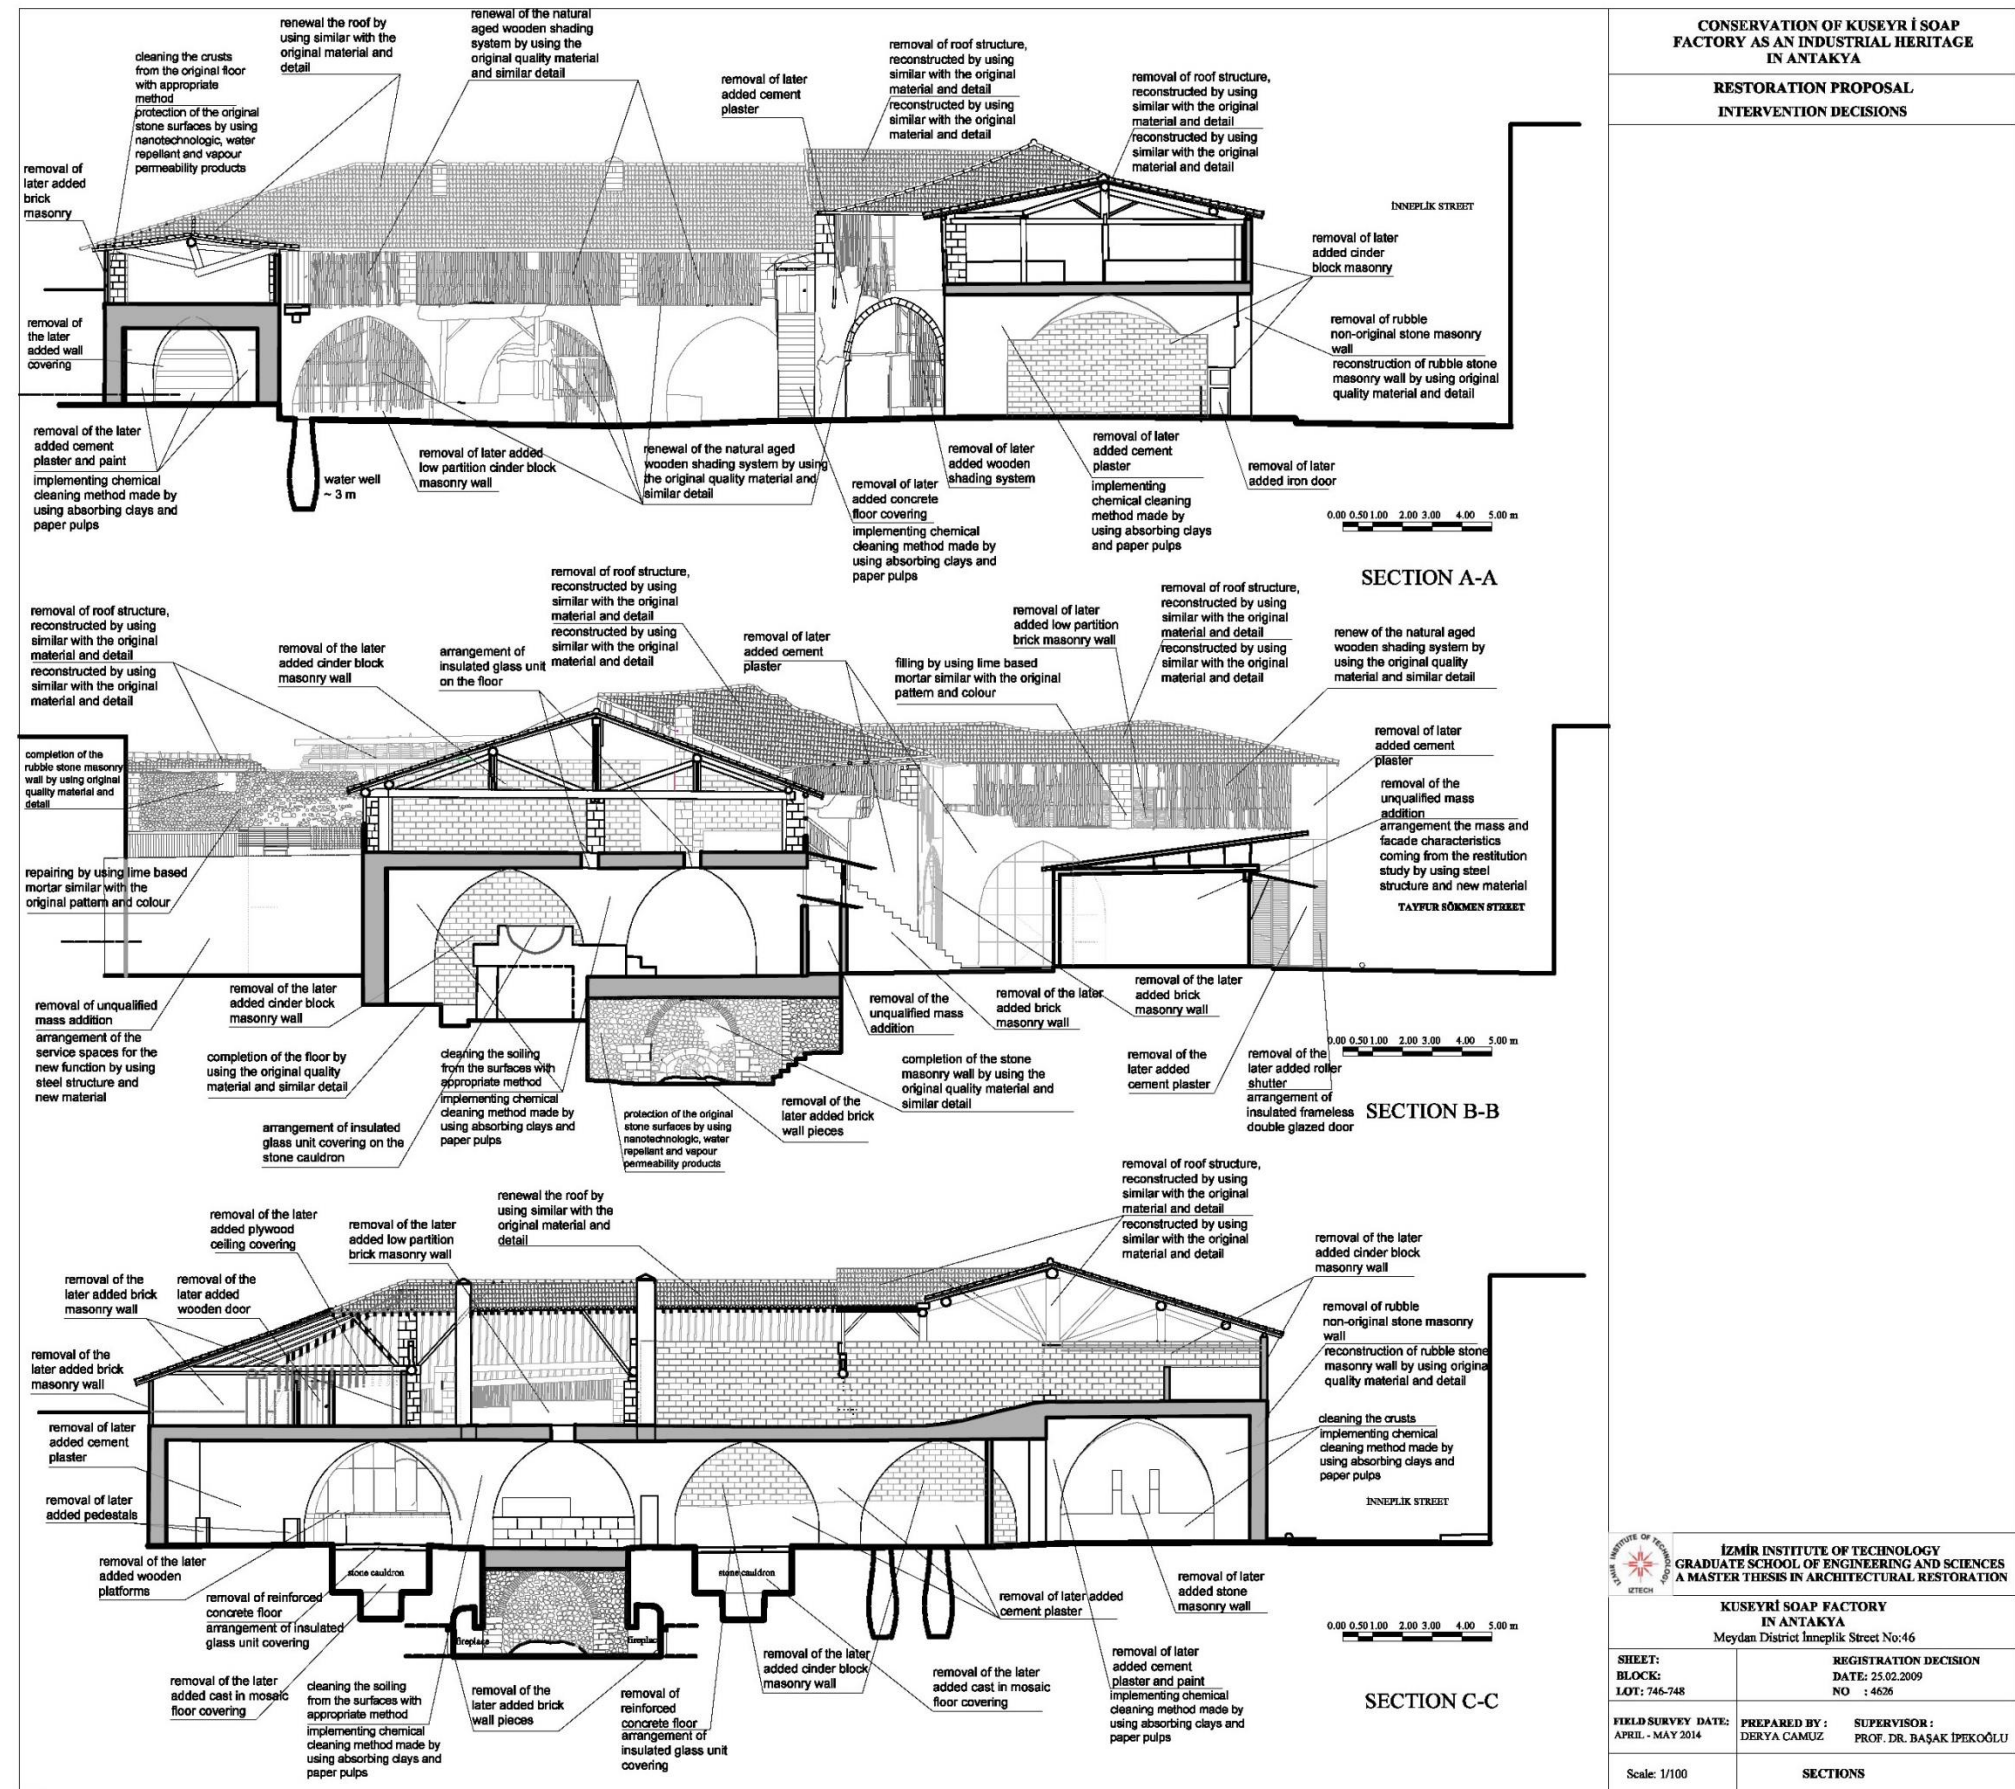 CONSERVATION OF KUSEYR İ SOAP
FACTORY AS AN INDUSTRIAL HERITAGE
IN ANTAKYA
RESTORATION PROPOSAL
INTERVENTION DECISIONS
removal of
later added
brick
masonry
cleaning the crusts
from the original floor
with appropriate
method
protection of the original
stone surfaces by using
nanotechnologic, water
repellant and vapour
permeability products
renewal the roof by
using similar with the
original material and
detail
renewal of the natural
aged wooden shading
system by using the
original quality material
and similar detail
removal of later
added cement
plaster
removal of roof structure,
reconstructed by using
similar with the original
material and detail
reconstructed by using
similar with the original
material and detail
removal of roof structure,
reconstructed by using
similar with the original
material and detail
reconstructed by using
similar with the original
material and detail
İNNEPLİK STREET
removal of later
added cinder
block masonry
removal of rubble
non-original stone masonry
wall
reconstruction of rubble stone
masonry wall by using original
quality material and detail
removal of
the later
added wall
covering
removal of the later
added cement
plaster and paint
implementing chemical
cleaning method made by
using absorbing clays and
paper pulps
water well
~ 3 m
removal of later added
low partition cinder block
masonry wall
renewal of the natural aged
wooden shading system by using
the original quality material and
similar detail
removal of later
added concrete
floor covering
implementing chemical
cleaning method made by
using absorbing clays and
paper pulps
removal of later
added wooden
shading system
removal of later
added cement
plaster
implementing
chemical cleaning
method made by
using absorbing clays
and paper pulps
removal of later
added iron door
0.00 0.50 1.00 2.00 3.00 4.00 5.00 m
SECTION A-A
removal of roof structure,
reconstructed by using
similar with the original
material and detail
reconstructed by using
similar with the original
material and detail
removal of the later
added cinder block
masonry wall
arrangement of
insulated glass unit
on the floor
removal of roof structure,
reconstructed by using
similar with the original
material and detail
reconstructed by using
similar with the original
material and detail
removal of later
added cement
plaster
filling by using lime based
mortar similar with the original
pattern and colour
removal of later
added low partition
brick masonry wall
removal of roof structure,
reconstructed by using
similar with the original
material and detail
reconstructed by using
similar with the original
material and detail
renew of the natural aged
wooden shading system by
using the original quality
material and similar detail
completion of the
rubble stone masonry
wall by using original
quality material and
detail
repairing by using lime based
mortar similar with the
original pattern and colour
removal of later
added cement
plaster
removal of the
unqualified mass
addition
arrangement the mass and
facade characteristics
coming from the restitution
study by using steel
structure and new material
TAYFUR SÖKMEN STREET
removal of unqualified
mass addition
arrangement of the
service spaces for the
new function by using
steel structure and
new material
removal of the later
added cinder block
masonry wall
completion of the floor by
using the original quality
material and similar detail
arrangement of insulated
glass unit covering on the
stone cauldron
cleaning the soiling
from the surfaces with
appropriate method
implementing chemical
cleaning method made by
using absorbing clays and
paper pulps
protection of the original
stone surfaces by using
nanotechnologic, water
repellant and vapour
permeability products
removal of the
later added brick
wall pieces
removal of the
unqualified mass
addition
completion of the stone
masonry wall by using the
original quality material and
similar detail
removal of the later
added brick
masonry wall
removal of the later
added brick
masonry wall
removal of the
later added
cement plaster
removal of the
later added roller
shutter
arrangement of
insulated frameless
double glazed door
0.00 0.50 1.00 2.00 3.00 4.00 5.00 m
SECTION B-B
removal of the
later added brick
masonry wall
removal of the
later added
wooden door
removal of the later
added plywood
ceiling covering
removal of the later
added low partition
brick masonry wall
renewal the roof by
using similar with the
original material and
detail
removal of roof structure,
reconstructed by using
similar with the original
material and detail
reconstructed by using
similar with the original
material and detail
removal of the later
added cinder block
masonry wall
removal of rubble
non-original stone masonry
wall
reconstruction of rubble stone
masonry wall by using origina
quality material and detail
cleaning the crusts
implementing chemical
cleaning method made by
using absorbing clays and
paper pulps
İNNEPLİK STREET
removal of the
later added brick
masonry wall
removal of later
added cement
plaster
removal of later
added pedestals
removal of the later
added wooden
platforms
removal of reinforced
concrete floor
arrangement of insulated
glass unit covering
removal of the later
added cast in mosaic
floor covering
stone cauldron
fireplace
fireplac
stone cauldron
cleaning the soiling
from the surfaces with
appropriate method
implementing chemical
cleaning method made by
using absorbing clays and
paper pulps
removal of the
later added brick
wall pieces
removal of
reinforced
concrete floor
arrangement of
insulated glass unit
covering
removal of the later
added cinder block
masonry wall
removal of the later
added cast in mosaic
floor covering
removal of later added
cement plaster
removal of later
added cement
plaster and paint
implementing chemical
cleaning method made by
using absorbing clays and
paper pulps
removal of later
added stone
masonry wall
0.00 0.50 1.00 2.00 3.00 4.00 5.00 m
SECTION C-C
İZMİR INSTITUTE OF TECHNOLOGY
IZTECH
İZMİR INSTITUTE OF TECHNOLOGY
GRADUATE SCHOOL OF ENGINEERING AND SCIENCES
A MASTER THESIS IN ARCHITECTURAL RESTORATION
KUSEYRİ SOAP FACTORY
IN ANTAKYA
Meydan District İnneplik Street No:46
SHEET:
BLOCK:
LOT: 746-748
REGISTRATION DECISION
DATE: 25.02.2009
NO : 4626
FIELD SURVEY DATE:
APRIL - MAY 2014
PREPARED BY :
DERYA CAMUZ
SUPERVISOR :
PROF. DR. BAŞAK İPEKOĞLU
Scale: 1/100
SECTIONS